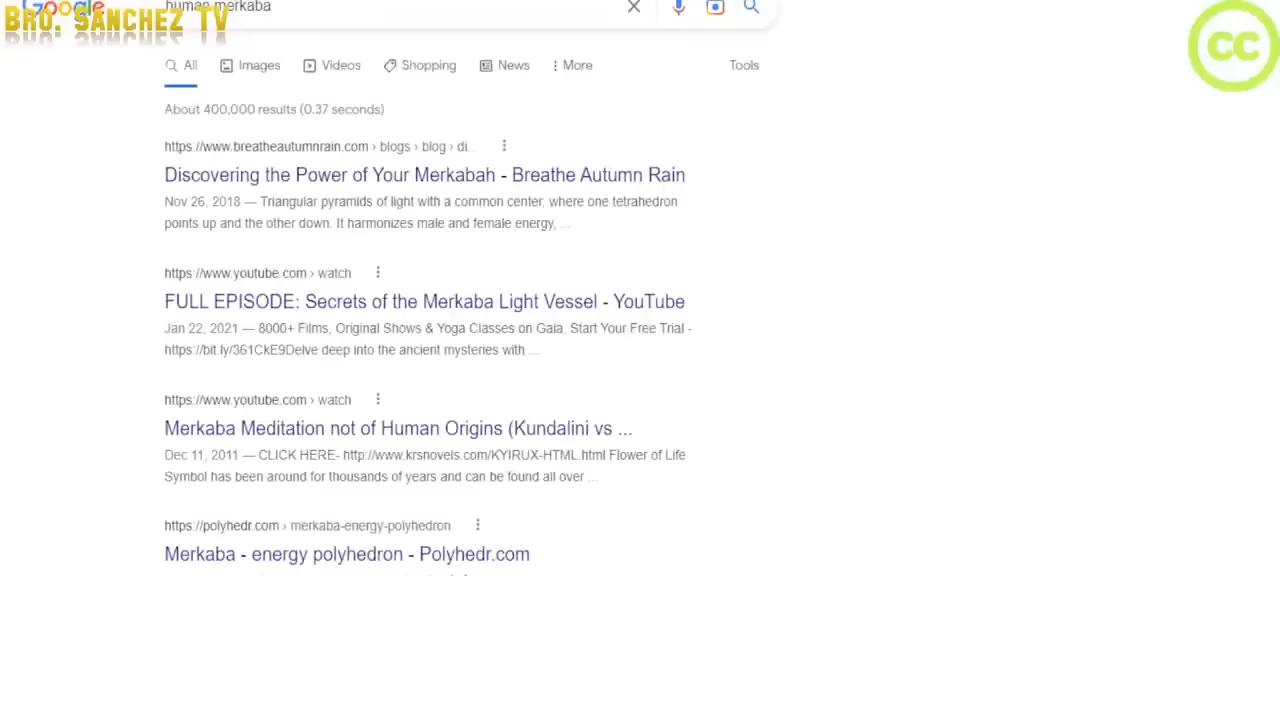 Google
human merkaba
BRO. SANCHEZ TV
CC
All Images Videos Shopping News More Tools
About 400,000 results (0.37 seconds)
https://www.breatheautumnrain.com › blogs › blog › di...
Discovering the Power of Your Merkabah - Breathe Autumn Rain
Nov 26, 2018 — Triangular pyramids of light with a common center, where one tetrahedron
points up and the other down. It harmonizes male and female energy, ...
https://www.youtube.com › watch
FULL EPISODE: Secrets of the Merkaba Light Vessel - YouTube
Jan 22, 2021 — 8000+ Films, Original Shows & Yoga Classes on Gaia. Start Your Free Trial -
https://bit.ly/361CkE9Delve deep into the ancient mysteries with ...
https://www.youtube.com › watch
Merkaba Meditation not of Human Origins (Kundalini vs ...
Dec 11, 2011 — CLICK HERE- http://www.krsnovels.com/KYIRUX-HTML.html Flower of Life
Symbol has been around for thousands of years and can be found all over ...
https://polyhedr.com › merkaba-energy-polyhedron
Merkaba - energy polyhedron - Polyhedr.com